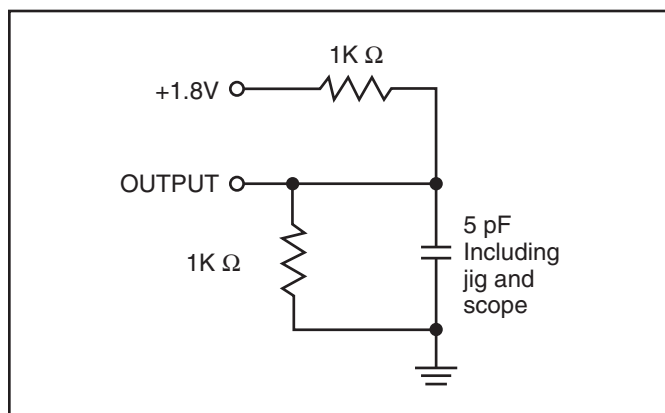 1K Ω
+1.8V
OUTPUT
1K Ω
5 pF
Including
jig and
scope